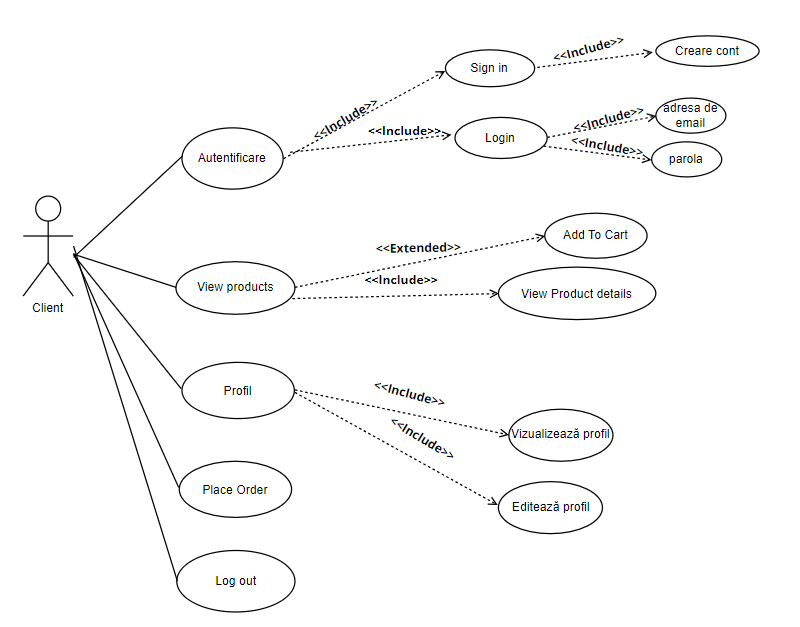 <<Include>>
Creare cont
Sign in
<<Include>>
adresa de
email
<<Include>>
<<Include>>
Login
<<Include>>
parola
Autentificare
Add To Cart
<<Extended>>
View products
<<Include>>
View Product details
Client
Profil
<<Include>>
Vizualizează profil
<<Include>>
Place Order
Editează profil
Log out